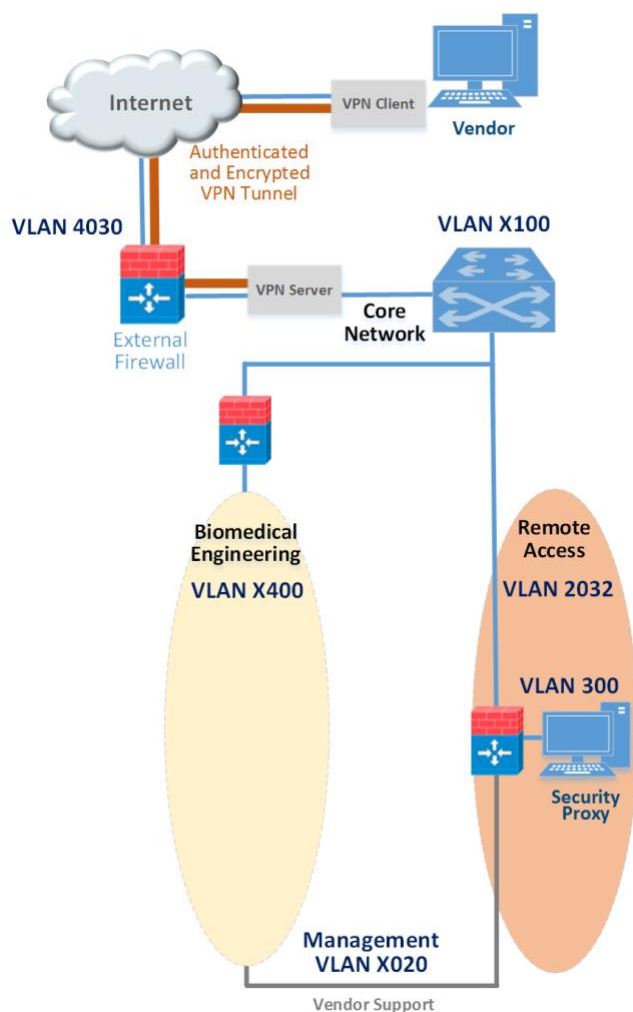 Internet
VPN Client
Vendor
Authenticated
and Encrypted
VPN Tunnel
VLAN 4030
VLAN X100
VPN Server
Core
Network
External
Firewall
Biomedical
Engineering
VLAN X400
Remote
Access
VLAN 2032
VLAN 300
Security
Proxy
Management
VLAN X020
Vendor Support